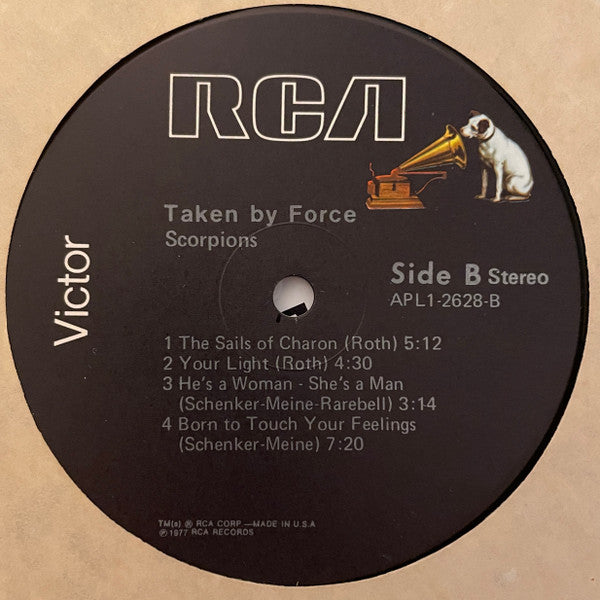 RCA
Victor
Taken by Force
Scorpions
Side B Stereo
APL1-2628-B
1 The Sails of Charon (Roth) 5:12
2 Your Light (Roth) 4:30
3 He's a Woman - She's a Man
(Schenker-Meine-Rarebell) 3:14
4 Born to Touch Your Feelings
(Schenker-Meine) 7:20
TM(s) ® RCA CORP.—MADE IN U.S.A
℗ 1977 RCA RECORDS